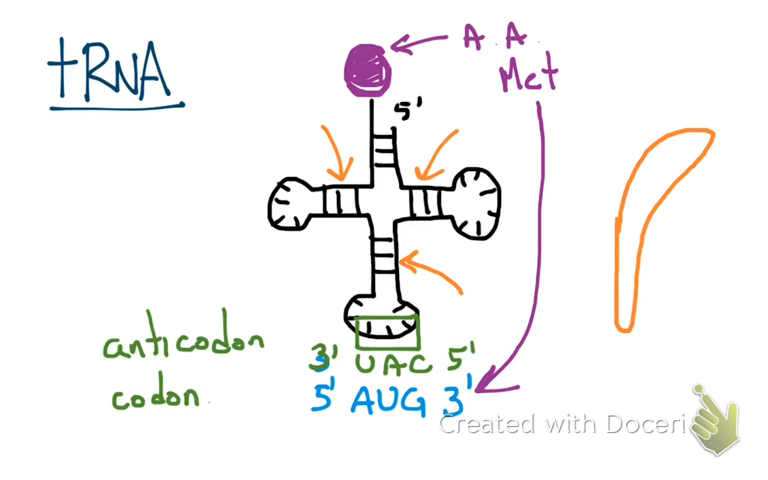 tRNA
A.A.
Met
5'
anticodon 3' UAC 5'
codon 5' AUG 3'
Created with Doceri